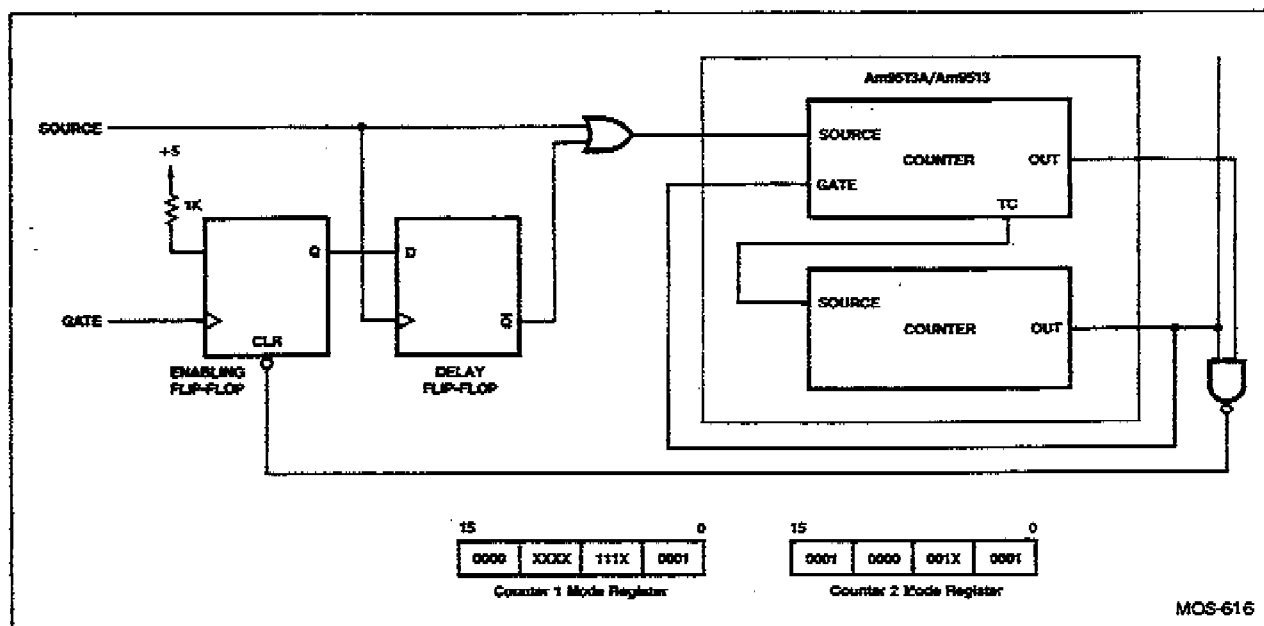 Am9513A/Am9513
SOURCE
+5
1K
SOURCE
COUNTER
OUT
GATE
TC
Q
D
GATE
CLR
Q
SOURCE
COUNTER
OUT
ENABLING
FLIP-FLOP
DELAY
FLIP-FLOP
15 0
0000 XXXX 111X 0001
Counter 1 Mode Register
15 0
0001 0000 001X 0001
Counter 2 Mode Register
MOS-616